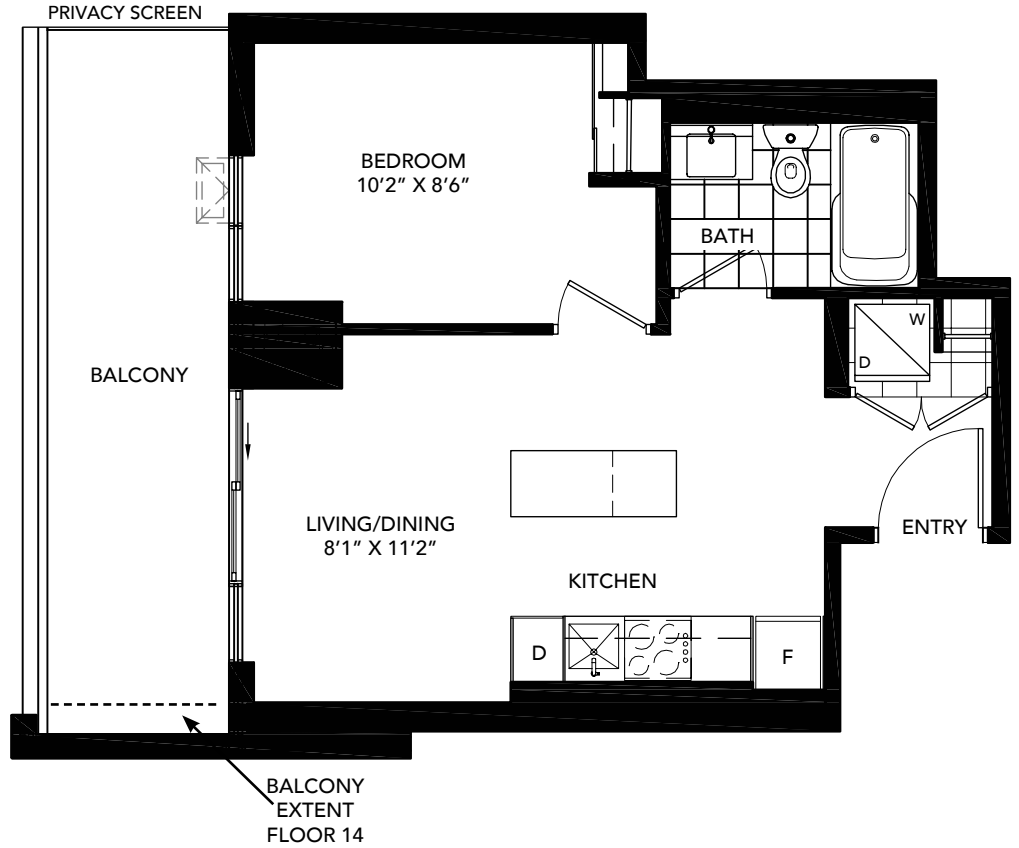 PRIVACY SCREEN
BEDROOM
10’2” X 8’6”
BATH
W
D
BALCONY
LIVING/DINING
8’1” X 11’2”
ENTRY
KITCHEN
D
F
BALCONY
EXTENT
FLOOR 14